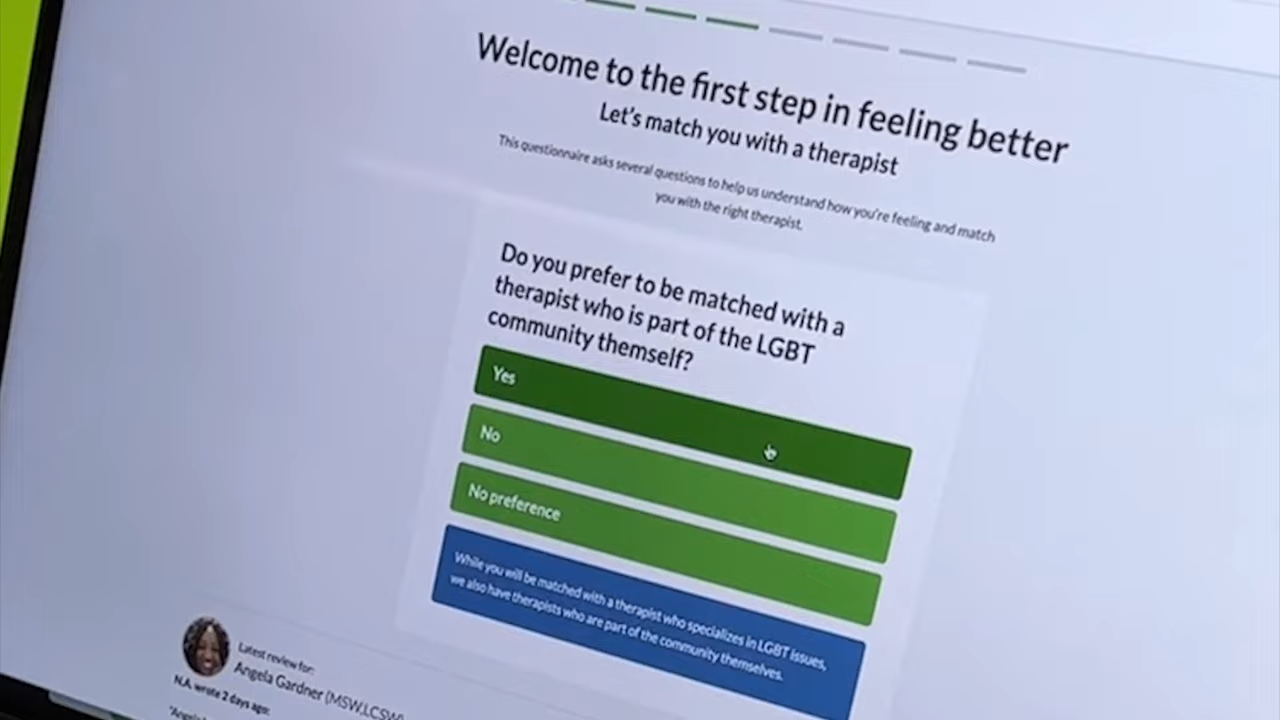 Welcome to the first step in feeling better
Let's match you with a therapist
This questionnaire asks several questions to help us understand how you're feeling and match
you with the right therapist.
Do you prefer to be matched with a
therapist who is part of the LGBT
community themself?
Yes
No
No preference
While you will be matched with a therapist who specializes in LGBT issues,
we also have therapists who are part of the community themselves.
Latest review for:
Angela Gardner (MSW,LCSW)
N.A. wrote 2 days ago: